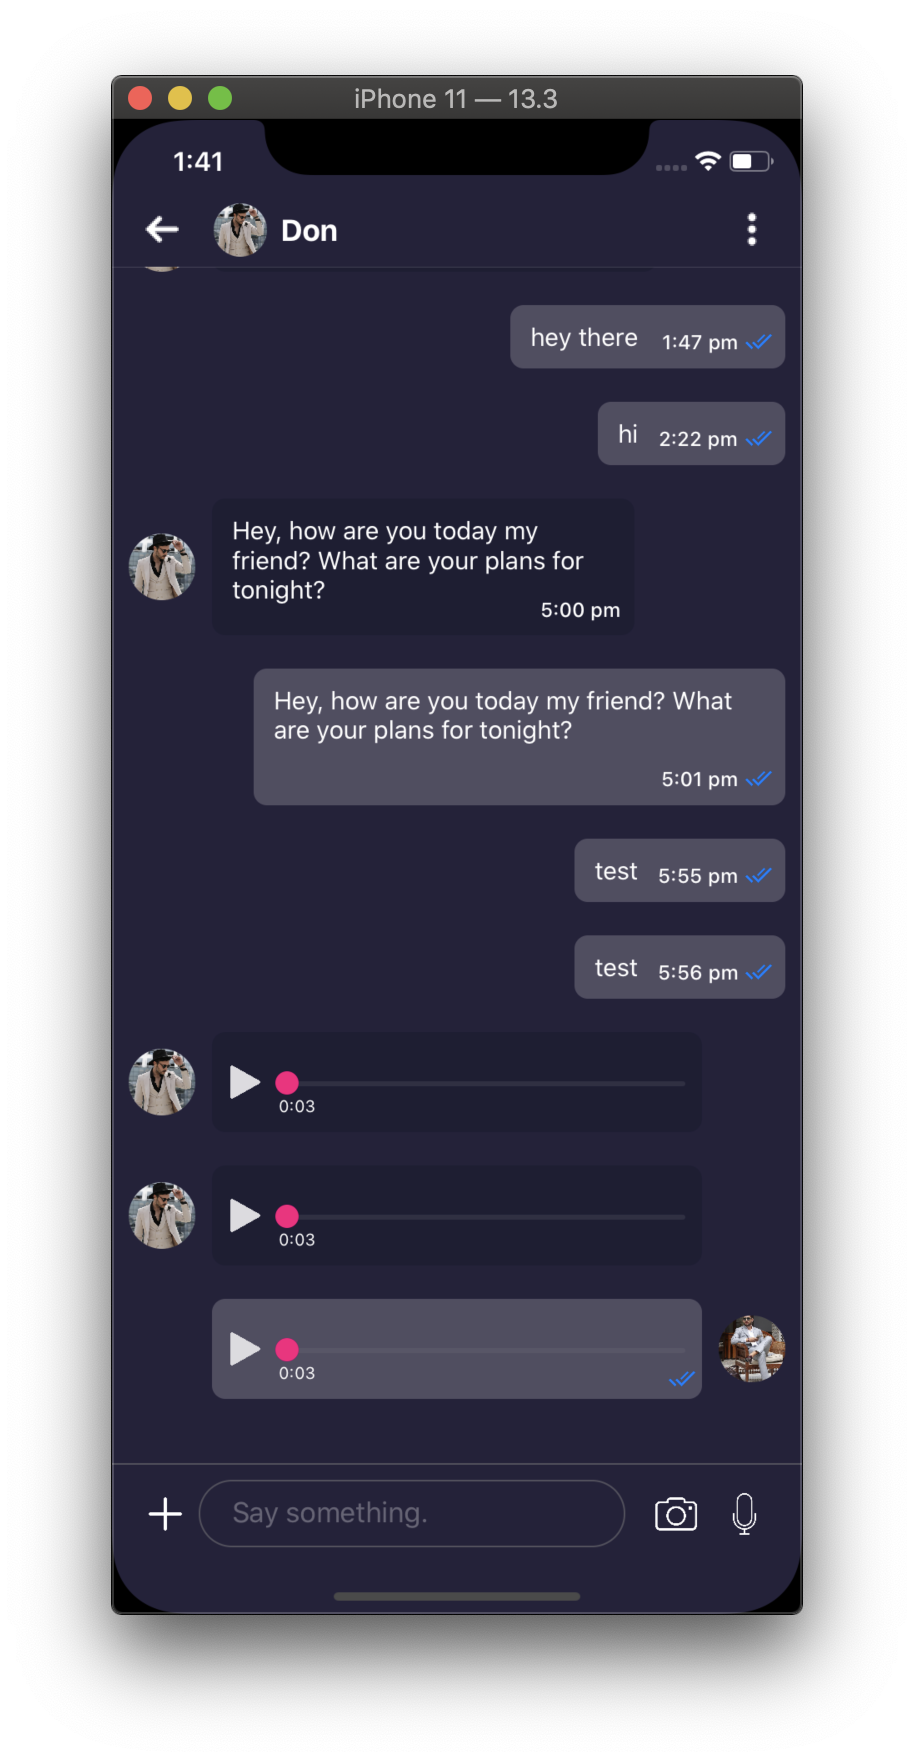 iPhone 11 — 13.3
1:41
Don
hey there 1:47 pm
hi 2:22 pm
Hey, how are you today my
friend? What are your plans for
tonight?
5:00 pm
Hey, how are you today my friend? What
are your plans for tonight?
5:01 pm
test 5:55 pm
test 5:56 pm
0:03
0:03
0:03
Say something.